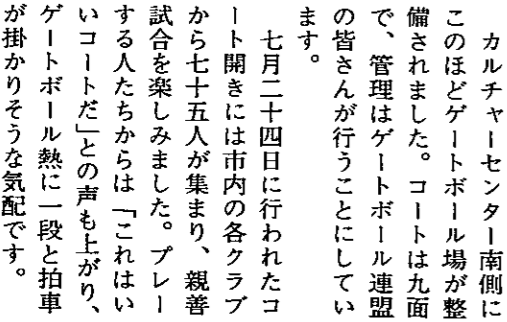 カルチャーセンター南側に
このほどゲートボール場が整
備されました。コートは九面
で、管理はゲートボール連盟
の皆さんが行うことにしてい
ます。
七月二十四日に行われたコ
ート開きには市内の各クラブ
から七十五人が集まり、親善
試合を楽しみました。プレー
する人たちからは「これはい
いコートだ」との声も上がり、
ゲートボール熱に一段と拍車
が掛かりそうな気配です。